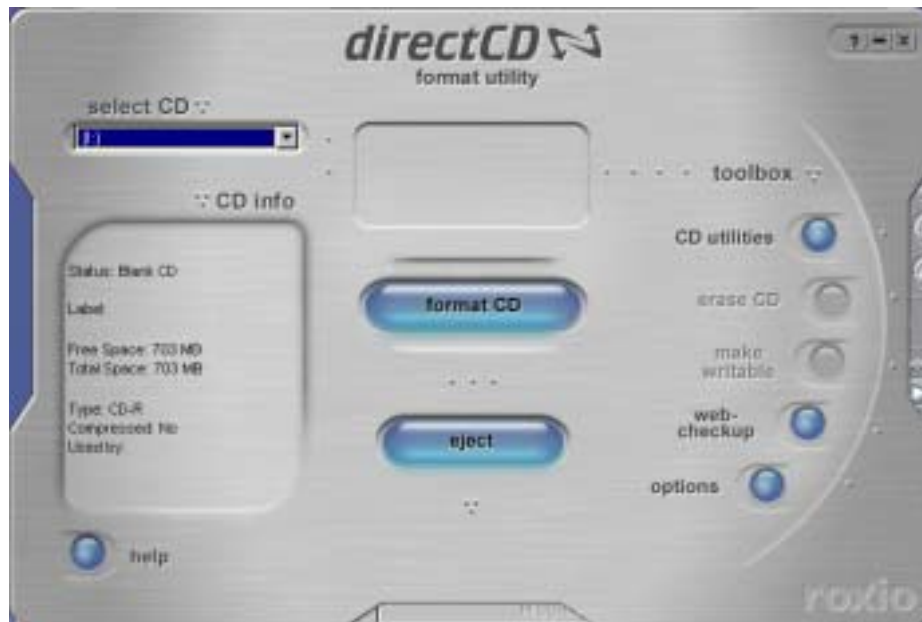 directCD
format utility
? - x
select CD
toolbox
CD info
CD utilities
Status: Blank CD
format CD
erase CD
Label:
Free Space: 703 MB
Total Space: 703 MB
make
writable
Type: CD-R
Compressed: No
Used by:
web-
checkup
eject
options
help
roxio